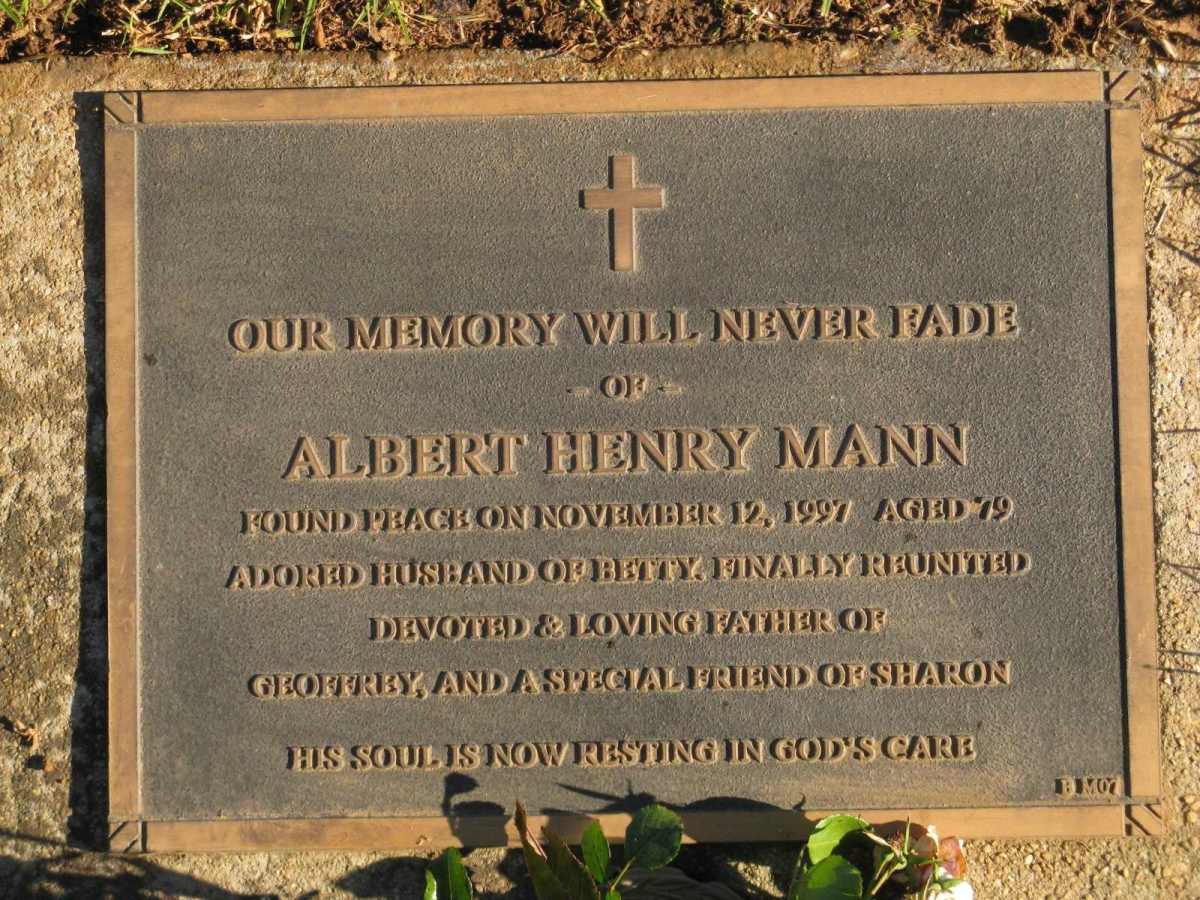 OUR MEMORY WILL NEVER FADE
- OF -
ALBERT HENRY MANN
FOUND PEACE ON NOVEMBER 12, 1997 AGED 79
ADORED HUSBAND OF BETTY, FINALLY REUNITED
DEVOTED & LOVING FATHER OF
GEOFFREY, AND A SPECIAL FRIEND OF SHARON
HIS SOUL IS NOW RESTING IN GOD'S CARE
B M07